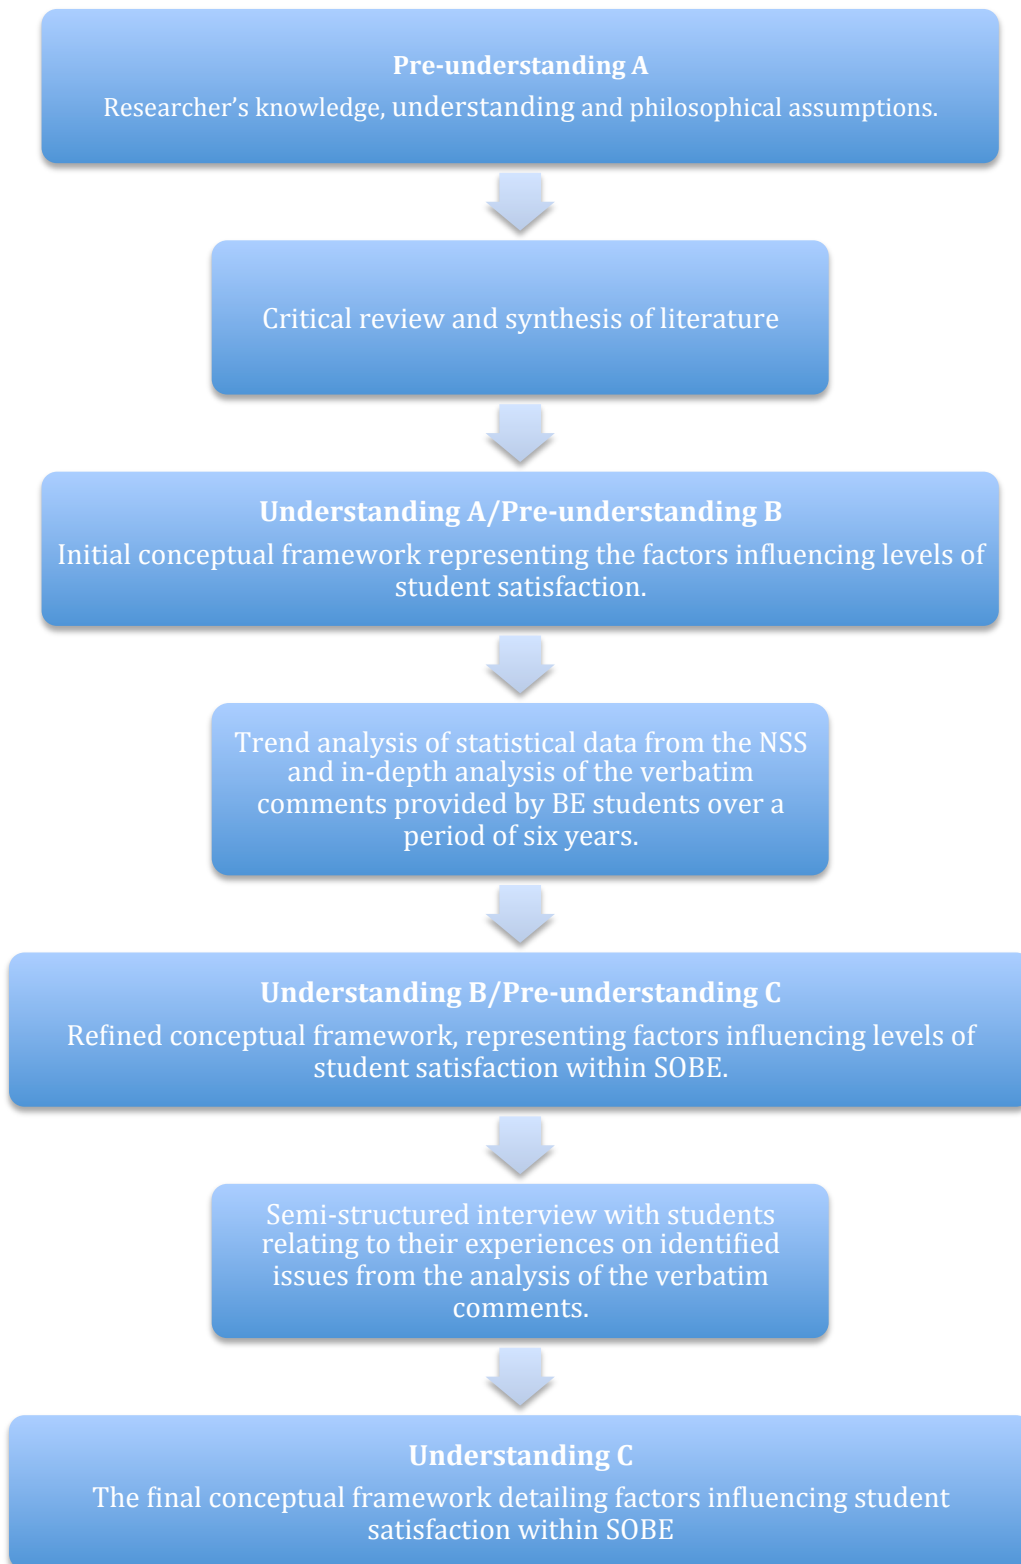 Pre-understanding A
Researcher’s knowledge, understanding and philosophical assumptions.
Critical review and synthesis of literature
Understanding A/Pre-understanding B
Initial conceptual framework representing the factors influencing levels of
student satisfaction.
Trend analysis of statistical data from the NSS
and in-depth analysis of the verbatim
comments provided by BE students over a
period of six years.
Understanding B/Pre-understanding C
Refined conceptual framework, representing factors influencing levels of
student satisfaction within SOBE.
Semi-structured interview with students
relating to their experiences on identified
issues from the analysis of the verbatim
comments.
Understanding C
The final conceptual framework detailing factors influencing student
satisfaction within SOBE